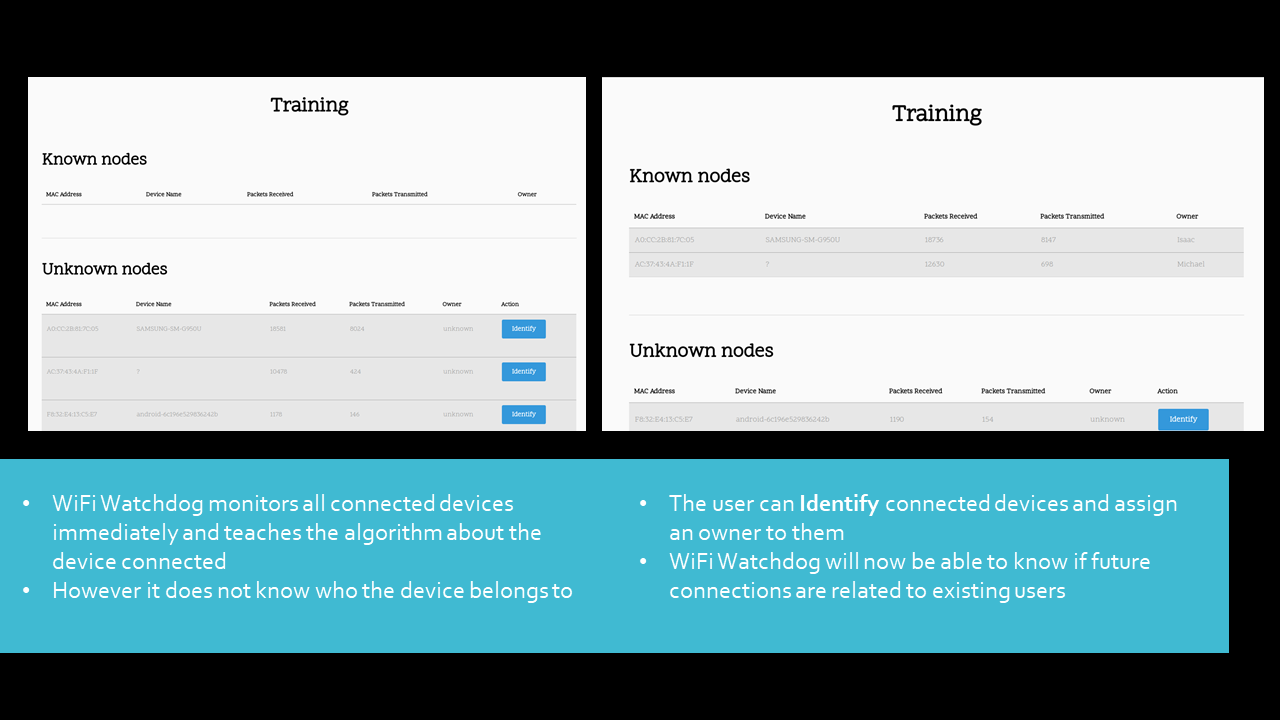 Training
Known nodes
MAC Address Device Name Packets Received Packets Transmitted Owner
Unknown nodes
MAC Address Device Name Packets Received Packets Transmitted Owner Action
A0:CC:2B:81:7C:05 SAMSUNG-SM-G950U 18581 8024 unknown Identify
AC:37:43:4A:F1:1F ? 10478 424 unknown Identify
F8:32:E4:13:C5:E7 android-6c196e529836242b 1178 146 unknown Identify
Training
Known nodes
MAC Address Device Name Packets Received Packets Transmitted Owner
A0:CC:2B:81:7C:05 SAMSUNG-SM-G950U 18736 8147 Isaac
AC:37:43:4A:F1:1F ? 12630 698 Michael
Unknown nodes
MAC Address Device Name Packets Received Packets Transmitted Owner Action
F8:32:E4:13:C5:E7 android-6c196e529836242b 1190 154 unknown Identify
• WiFi Watchdog monitors all connected devices
immediately and teaches the algorithm about the
device connected
• However it does not know who the device belongs to
• The user can Identify connected devices and assign
an owner to them
• WiFi Watchdog will now be able to know if future
connections are related to existing users